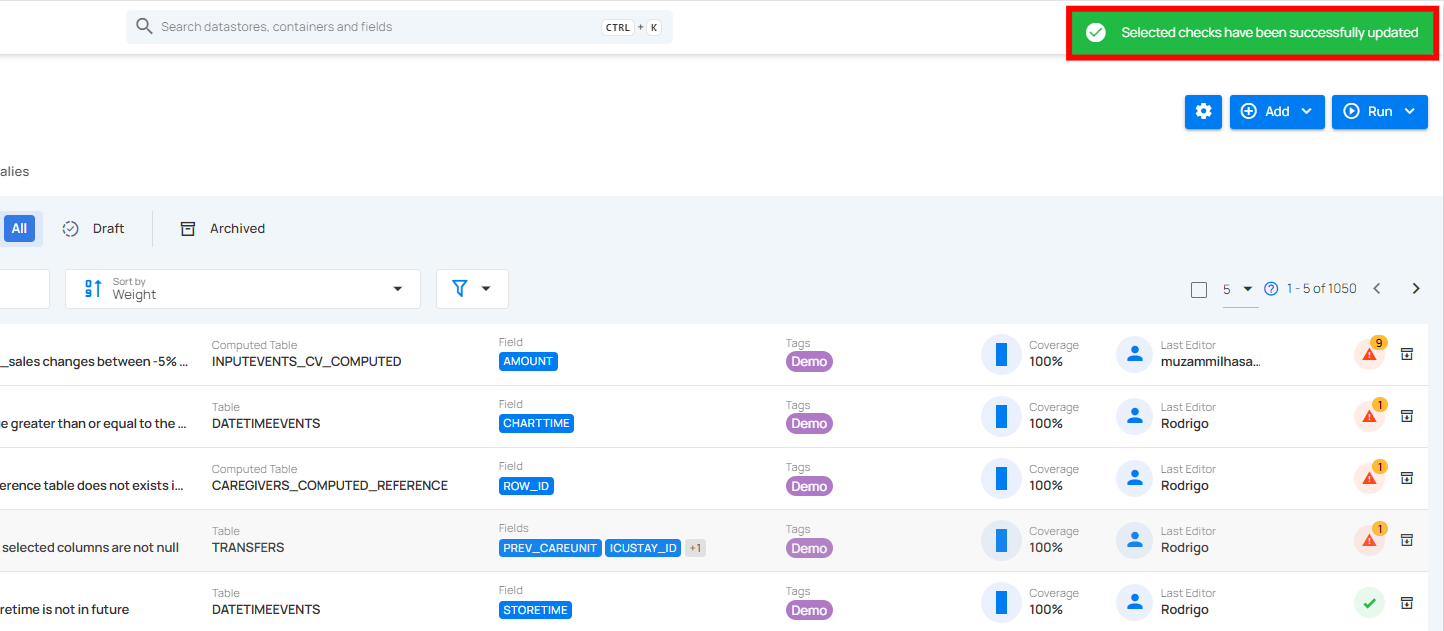 Search datastores, containers and fields CTRL + K
Selected checks have been successfully updated
Add Run
alies
All Draft Archived
Sort by
Weight
5 1 - 5 of 1050
_sales changes between -5% ...
Computed Table
INPUTEVENTS_CV_COMPUTED
Field
AMOUNT
Tags
Demo
Coverage
100%
Last Editor
muzammilhasa...
9
ue greater than or equal to the ...
Table
DATETIMEEVENTS
Field
CHARTTIME
Tags
Demo
Coverage
100%
Last Editor
Rodrigo
1
erence table does not exists i...
Computed Table
CAREGIVERS_COMPUTED_REFERENCE
Field
ROW_ID
Tags
Demo
Coverage
100%
Last Editor
Rodrigo
1
selected columns are not null
Table
TRANSFERS
Fields
PREV_CAREUNIT ICUSTAY_ID +1
Tags
Demo
Coverage
100%
Last Editor
Rodrigo
1
retime is not in future
Table
DATETIMEEVENTS
Field
STORETIME
Tags
Demo
Coverage
100%
Last Editor
Rodrigo